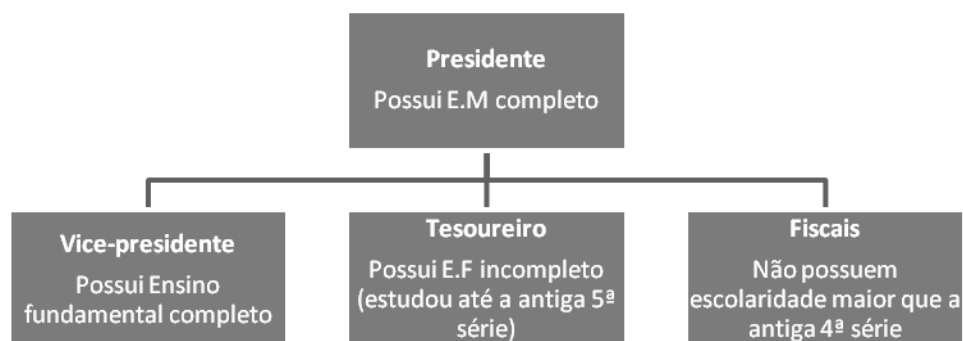 Presidente
Possui E.M completo
Vice-presidente
Possui Ensino
fundamental completo
Tesoureiro
Possui E.F incompleto
(estudou até a antiga 5ª
série)
Fiscais
Não possuem
escolaridade maior que a
antiga 4ª série